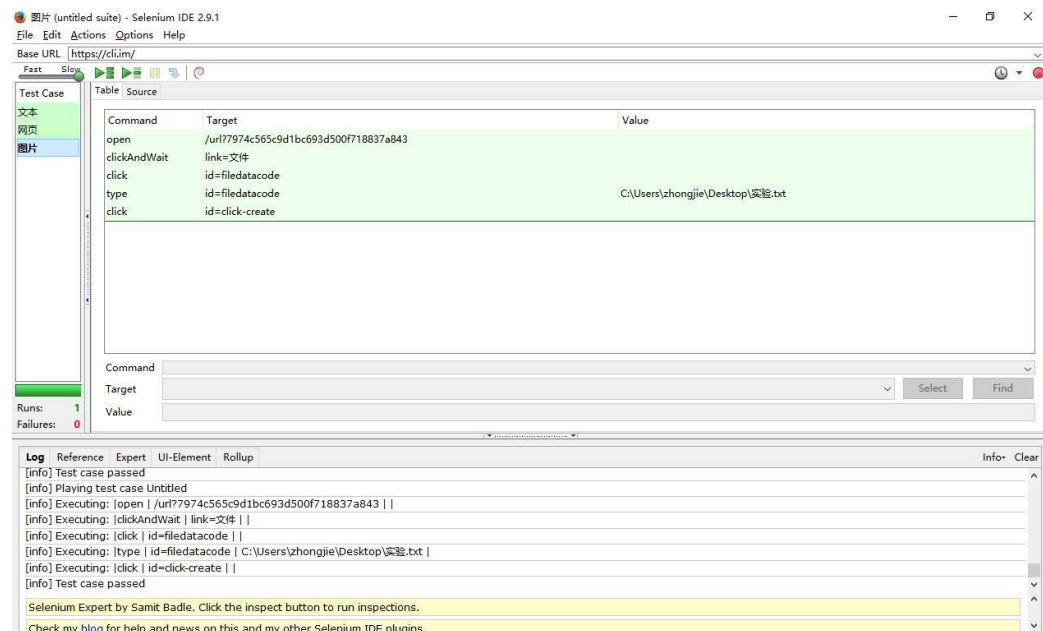 图片 (untitled suite) - Selenium IDE 2.9.1
File Edit Actions Options Help
Base URL https://cli.im/
Fast Slow
Test Case
文本
网页
图片
Table Source
Command Target Value
open /url?7974c565c9d1bc693d500f718837a843
clickAndWait link=文件
click id=filedatacode
type id=filedatacode C:\Users\zhongjie\Desktop\实验.txt
click id=click-create
Command
Target Select Find
Value
Runs: 1
Failures: 0
Log Reference Expert UI-Element Rollup Info Clear
[info] Test case passed
[info] Playing test case Untitled
[info] Executing: |open | /url?7974c565c9d1bc693d500f718837a843 | |
[info] Executing: |clickAndWait | link=文件 | |
[info] Executing: |click | id=filedatacode | |
[info] Executing: |type | id=filedatacode | C:\Users\zhongjie\Desktop\实验.txt |
[info] Executing: |click | id=click-create | |
[info] Test case passed
Selenium Expert by Samit Badle. Click the inspect button to run inspections.
Check my blog for help and news on this and my other Selenium IDE plugins.